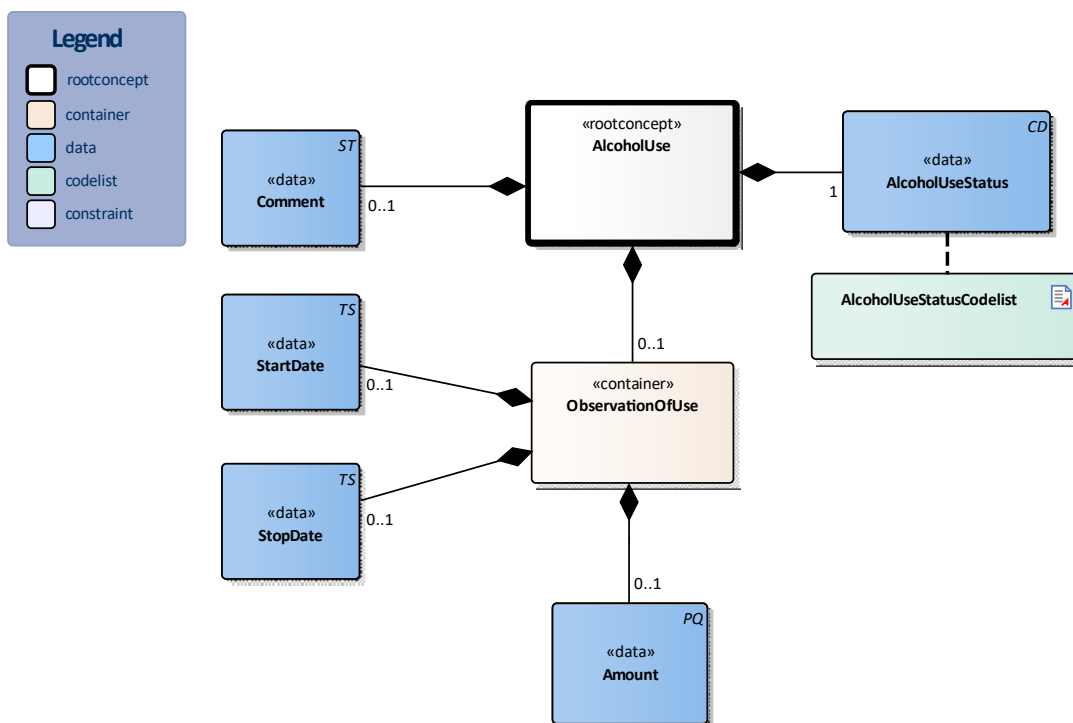 Legend
rootconcept
container
data
codelist
constraint
ST
«data»
Comment
0..1
«rootconcept»
AlcoholUse
CD
«data»
AlcoholUseStatus
1
AlcoholUseStatusCodelist
0..1
TS
«data»
StartDate
0..1
«container»
ObservationOfUse
TS
«data»
StopDate
0..1
0..1
PQ
«data»
Amount